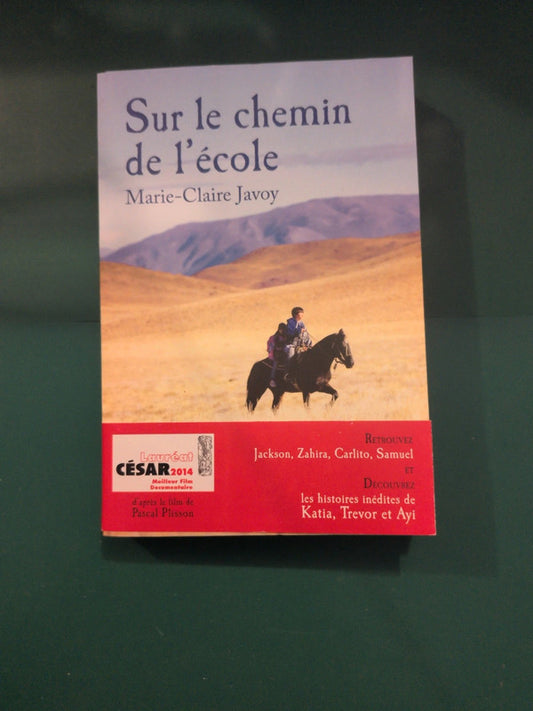 Sur le chemin
de l'école
Marie-Claire Javoy
Lauréat
CÉSAR 2014
Meilleur Film
Documentaire
d'après le film de
Pascal Plisson
RETROUVEZ
Jackson, Zahira, Carlito, Samuel
ET
DÉCOUVREZ
les histoires inédites de
Katia, Trevor et Ayi